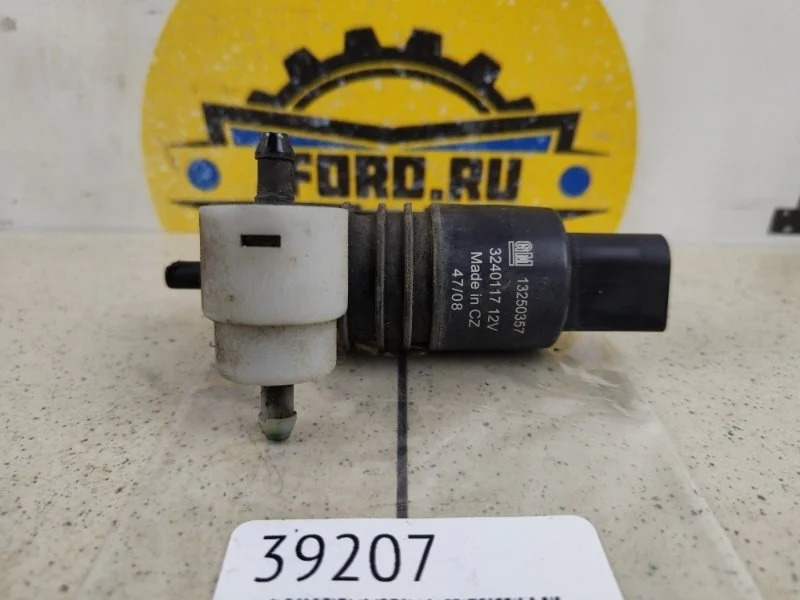 FORD.RU
GM 13250357
3240117 12V
Made in CZ
47/08
39207